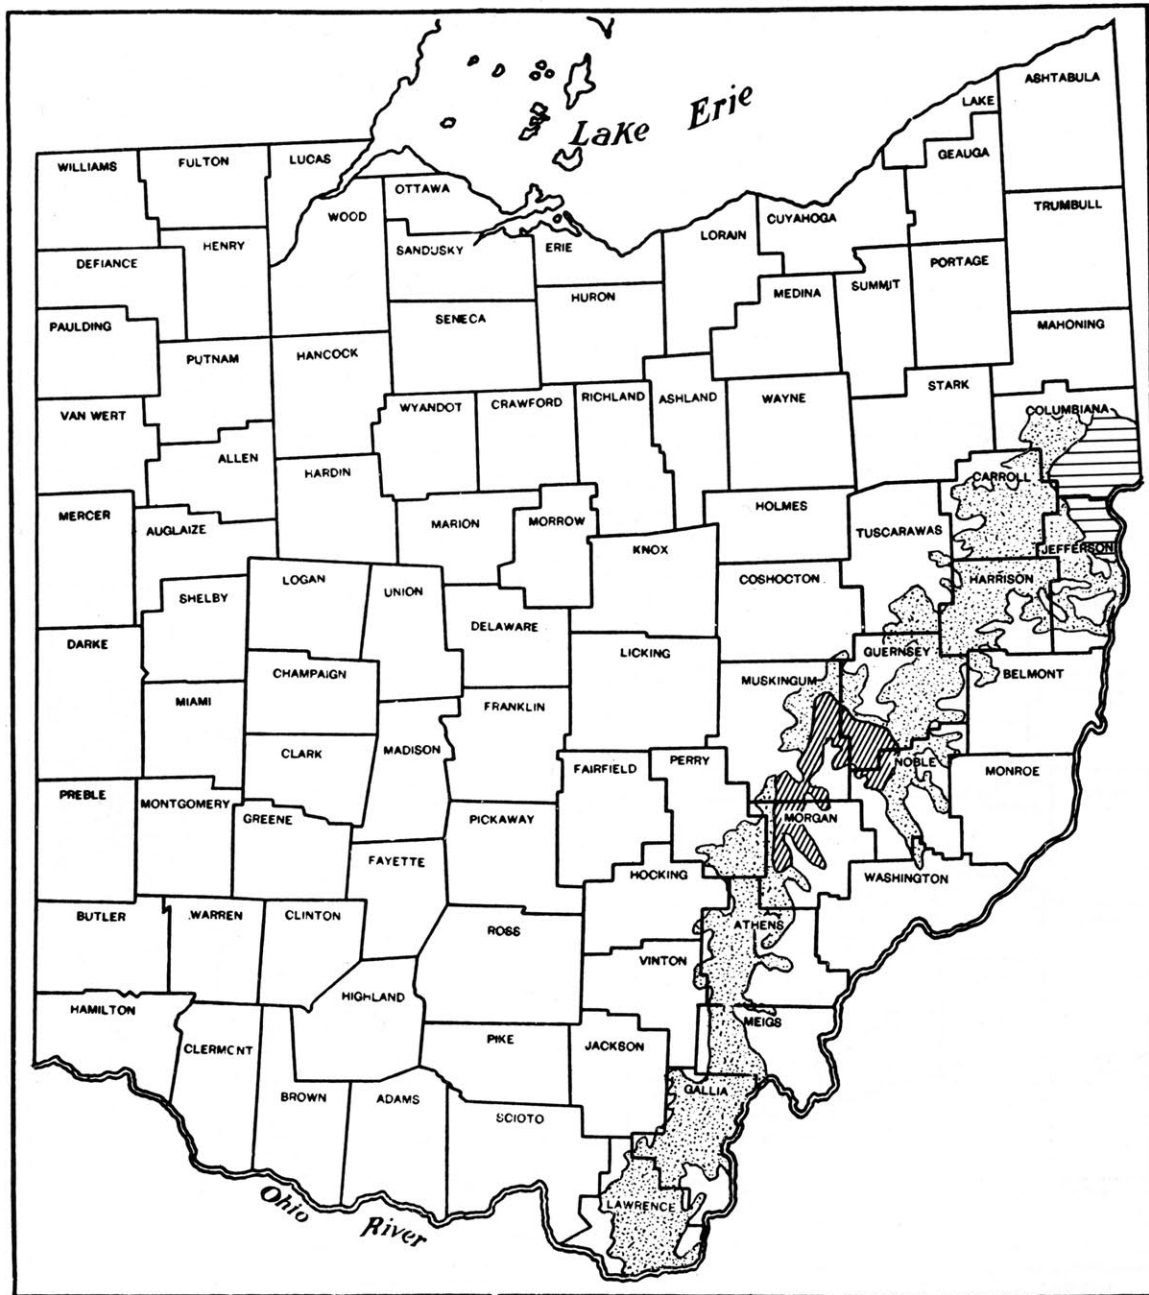 Lake Erie
ASHTABULA
LAKE
GEAUGA
WILLIAMS
FULTON
LUCAS
OTTAWA
WOOD
CUYAHOGA
TRUMBULL
HENRY
SANDUSKY
ERIE
LORAIN
DEFIANCE
PORTAGE
SUMMIT
MEDINA
HURON
SENECA
PAULDING
MAHONING
PUTNAM
HANCOCK
STARK
VAN WERT
WYANDOT
CRAWFORD
RICHLAND
ASHLAND
WAYNE
COLUMBIANA
ALLEN
HARDIN
CARROLL
MERCER
AUGLAIZE
MARION
MORROW
HOLMES
TUSCARAWAS
KNOX
JEFFERSON
LOGAN
UNION
COSHOCTON
HARRISON
SHELBY
DELAWARE
DARKE
LICKING
GUERNSEY
CHAMPAIGN
MUSKINGUM
BELMONT
MIAMI
FRANKLIN
CLARK
MADISON
FAIRFIELD
PERRY
NOBLE
MONROE
PREBLE
MONTGOMERY
GREENE
PICKAWAY
MORGAN
FAYETTE
HOCKING
WASHINGTON
BUTLER
WARREN
CLINTON
ROSS
ATHENS
VINTON
HIGHLAND
HAMILTON
MEIGS
CLERMONT
PIKE
JACKSON
GALLIA
BROWN
ADAMS
SCIOTO
LAWRENCE
Ohio River